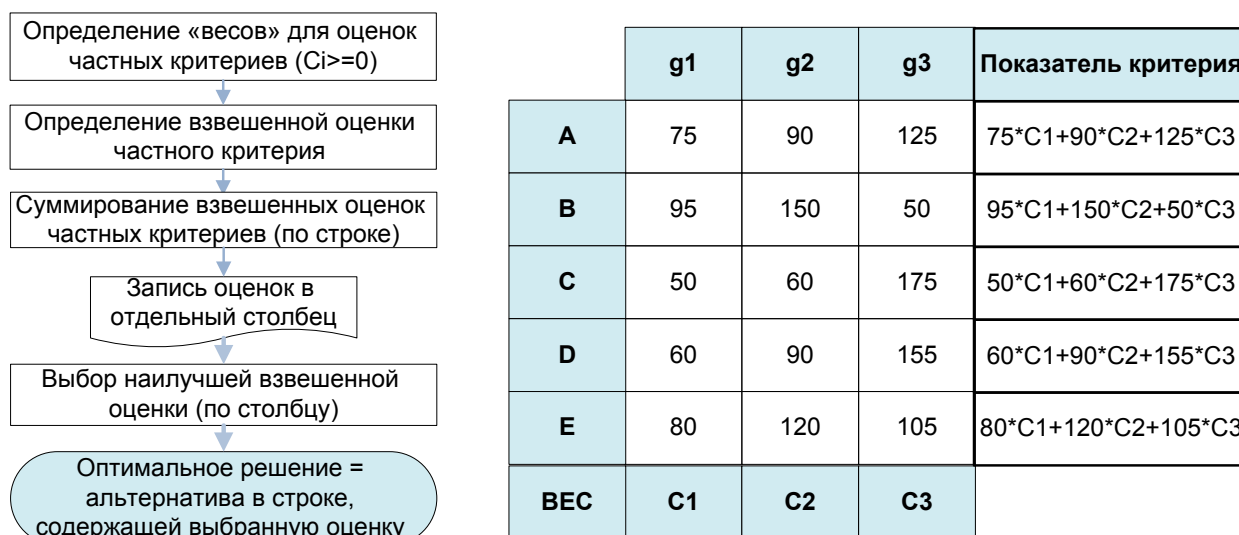 Определение «весов» для оценок
частных критериев (Ci>=0)
Определение взвешенной оценки
частного критерия
Суммирование взвешенных оценок
частных критериев (по строке)
Запись оценок в
отдельный столбец
Выбор наилучшей взвешенной
оценки (по столбцу)
Оптимальное решение =
альтернатива в строке,
содержащей выбранную оценку
g1 g2 g3 Показатель критерия
A 75 90 125 75*C1+90*C2+125*C3
B 95 150 50 95*C1+150*C2+50*C3
C 50 60 175 50*C1+60*C2+175*C3
D 60 90 155 60*C1+90*C2+155*C3
E 80 120 105 80*C1+120*C2+105*C3
ВЕС C1 C2 C3